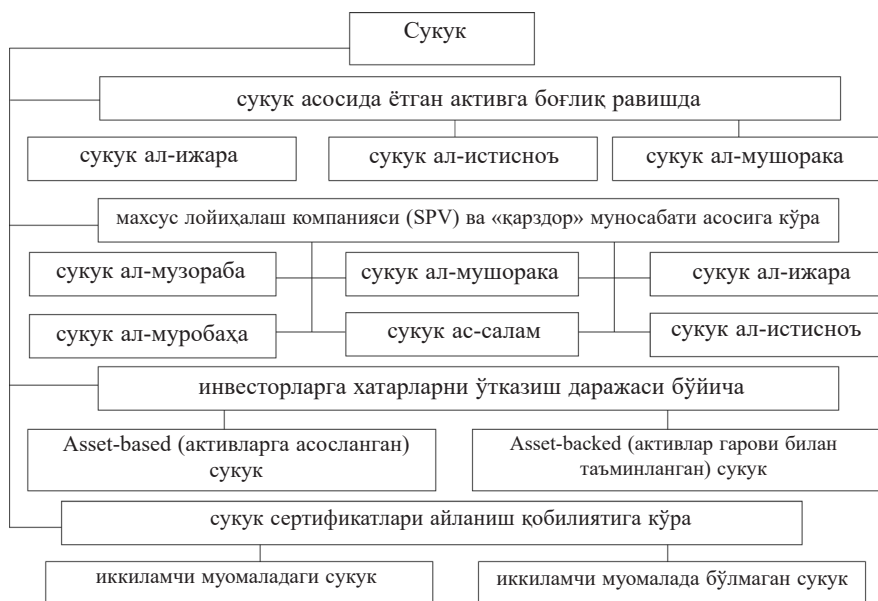 Сукук
сукук асосида ётган активга боғлиқ равишда
сукук ал-ижара
сукук ал-истисноъ
сукук ал-мушорака
махсус лойиҳалаш компанияси (SPV) ва «қарздор» муносабати асосига кўра
сукук ал-музораба
сукук ал-мушорака
сукук ал-ижара
сукук ал-муробаҳа
сукук ас-салам
сукук ал-истисноъ
инвесторларга хатарларни ўтказиш даражаси бўйича
Asset-based (активларга асосланган)
сукук
Asset-backed (активлар гарови билан
таъминланган) сукук
сукук сертификатлари айланиш қобилиятига кўра
иккиламчи муомаладаги сукук
иккиламчи муомалада бўлмаган сукук